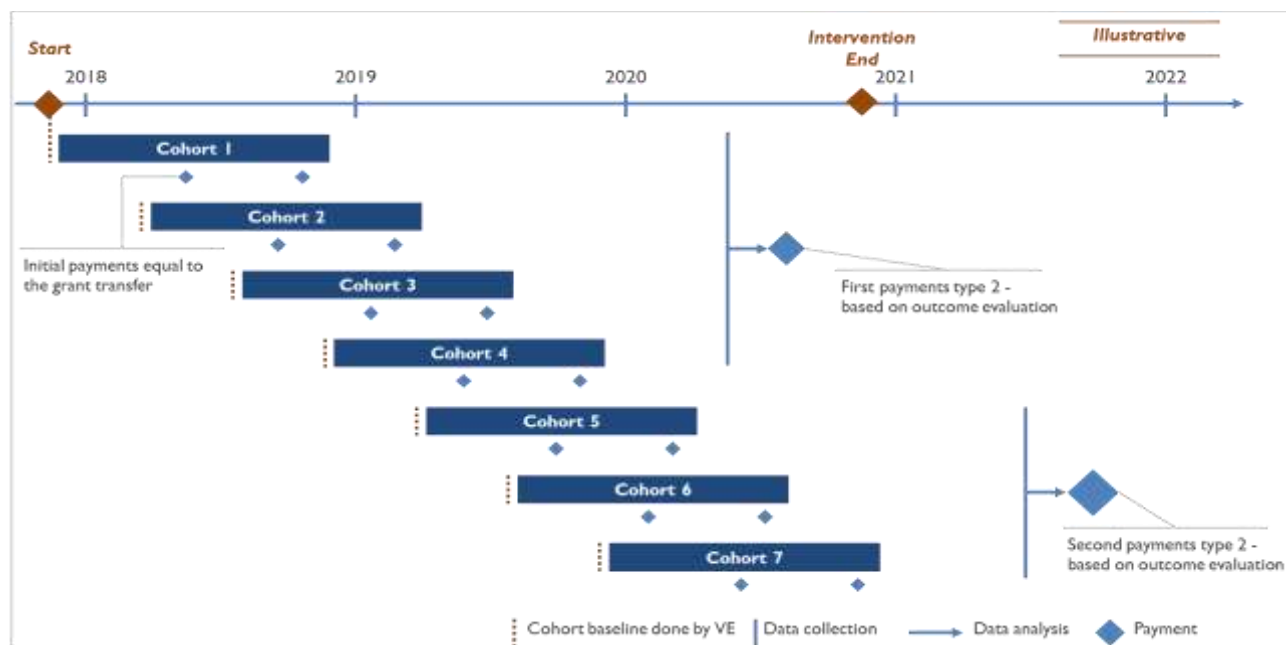 Start
Intervention
End
Illustrative
2018
2019
2020
2021
2022
Cohort 1
Cohort 2
Initial payments equal to
the grant transfer
Cohort 3
First payments type 2 -
based on outcome evaluation
Cohort 4
Cohort 5
Cohort 6
Cohort 7
Second payments type 2 -
based on outcome evaluation
Cohort baseline done by VE
Data collection
Data analysis
Payment